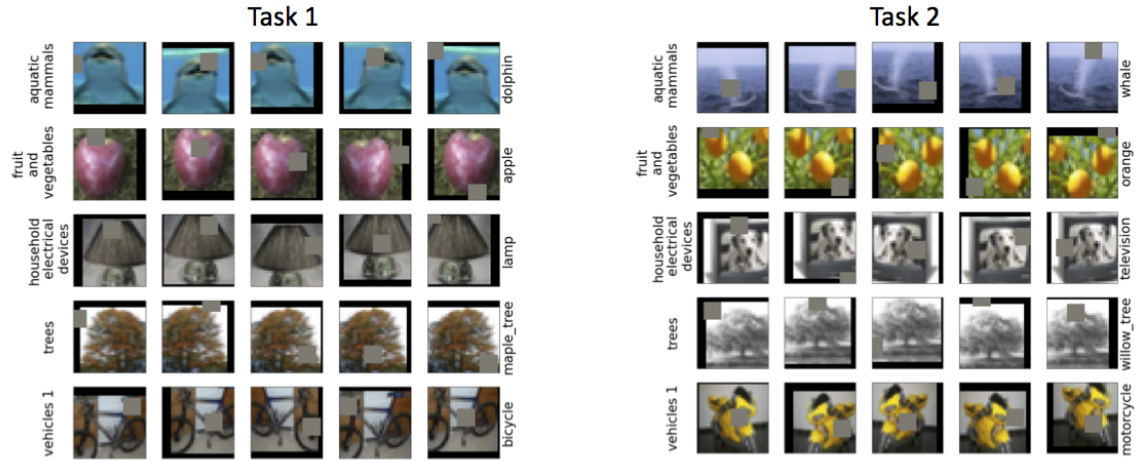 Task 1
aquatic
mammals
dolphin
fruit
and
vegetables
apple
household
electrical
devices
lamp
trees
maple_tree
vehicles 1
bicycle
Task 2
aquatic
mammals
whale
fruit
and
vegetables
orange
household
electrical
devices
television
trees
willow_tree
vehicles 1
motorcycle